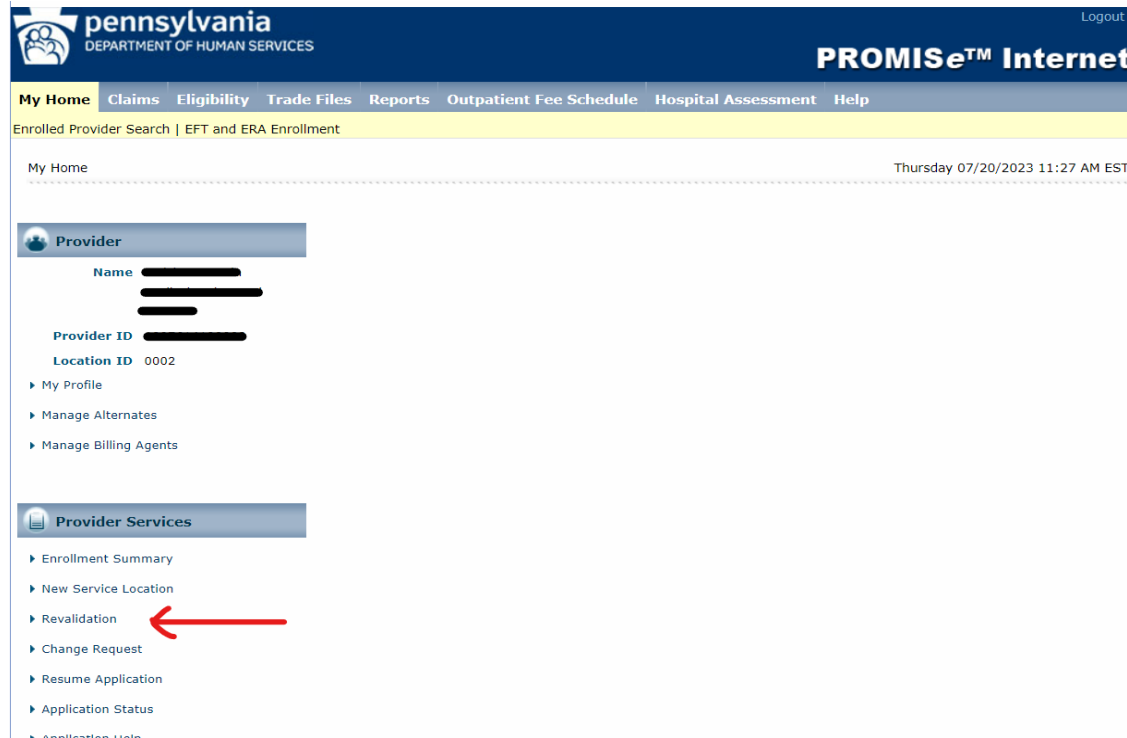 pennsylvania
DEPARTMENT OF HUMAN SERVICES
Logout
PROMISe™ Internet
My Home Claims Eligibility Trade Files Reports Outpatient Fee Schedule Hospital Assessment Help
Enrolled Provider Search | EFT and ERA Enrollment
My Home Thursday 07/20/2023 11:27 AM EST
Provider
Name
Provider ID
Location ID 0002
My Profile
Manage Alternates
Manage Billing Agents
Provider Services
Enrollment Summary
New Service Location
Revalidation
Change Request
Resume Application
Application Status
Application Help